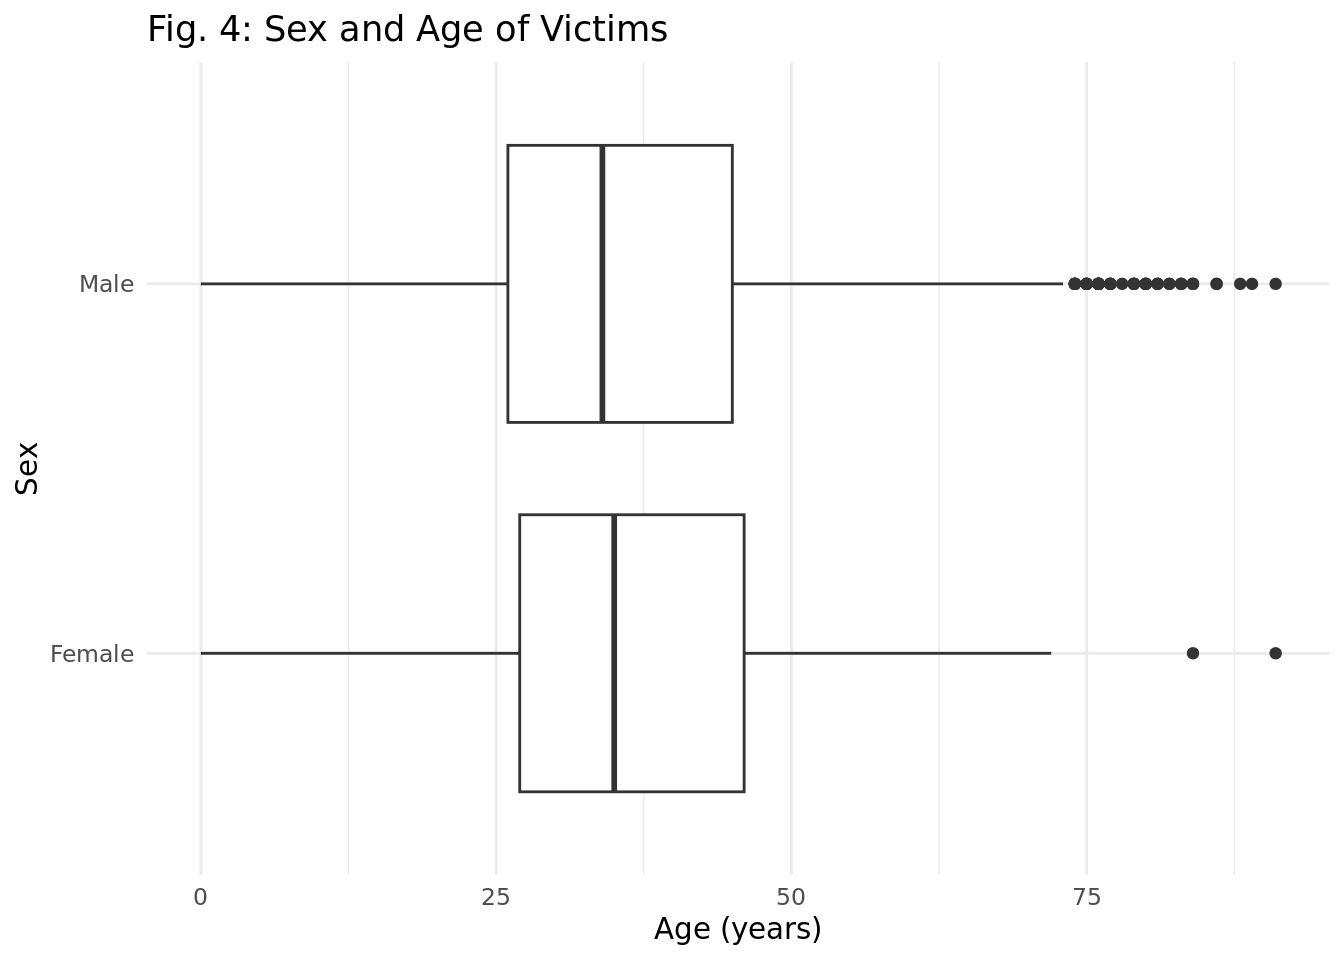 Fig. 4: Sex and Age of Victims
Male
Female
Sex
0 25 50 75
Age (years)